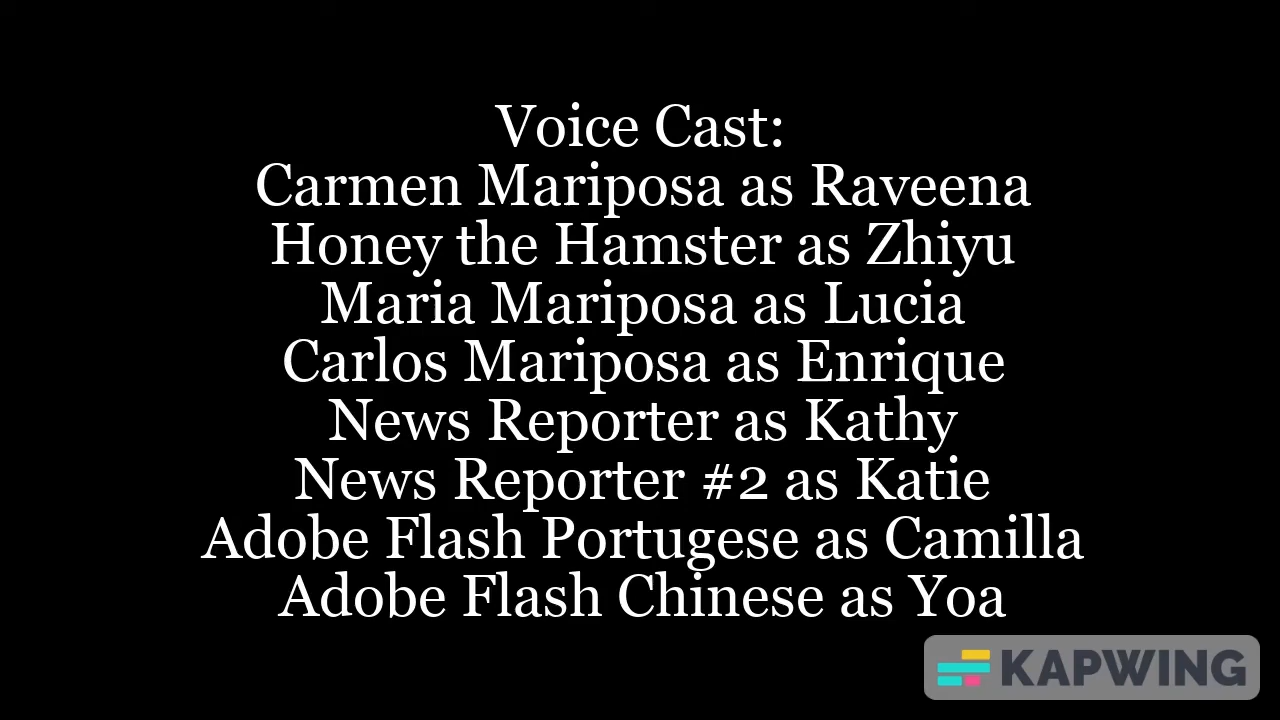 Voice Cast:
Carmen Mariposa as Raveena
Honey the Hamster as Zhiyu
Maria Mariposa as Lucia
Carlos Mariposa as Enrique
News Reporter as Kathy
News Reporter #2 as Katie
Adobe Flash Portugese as Camilla
Adobe Flash Chinese as Yoa
KAPWING